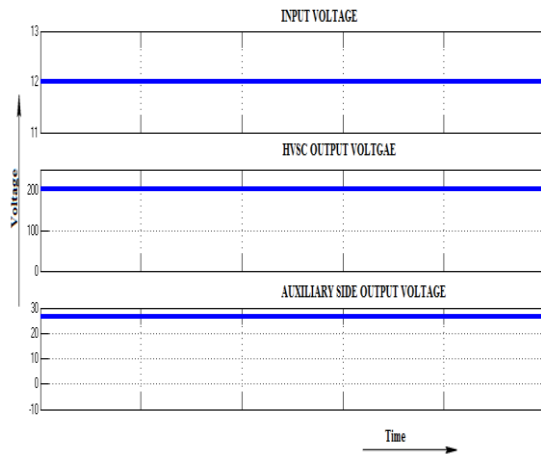 INPUT VOLTAGE
13
12
11
HVSC OUTPUT VOLTGAE
200
100
0
Voltage
AUXILIARY SIDE OUTPUT VOLTAGE
30
20
10
0
-10
Time